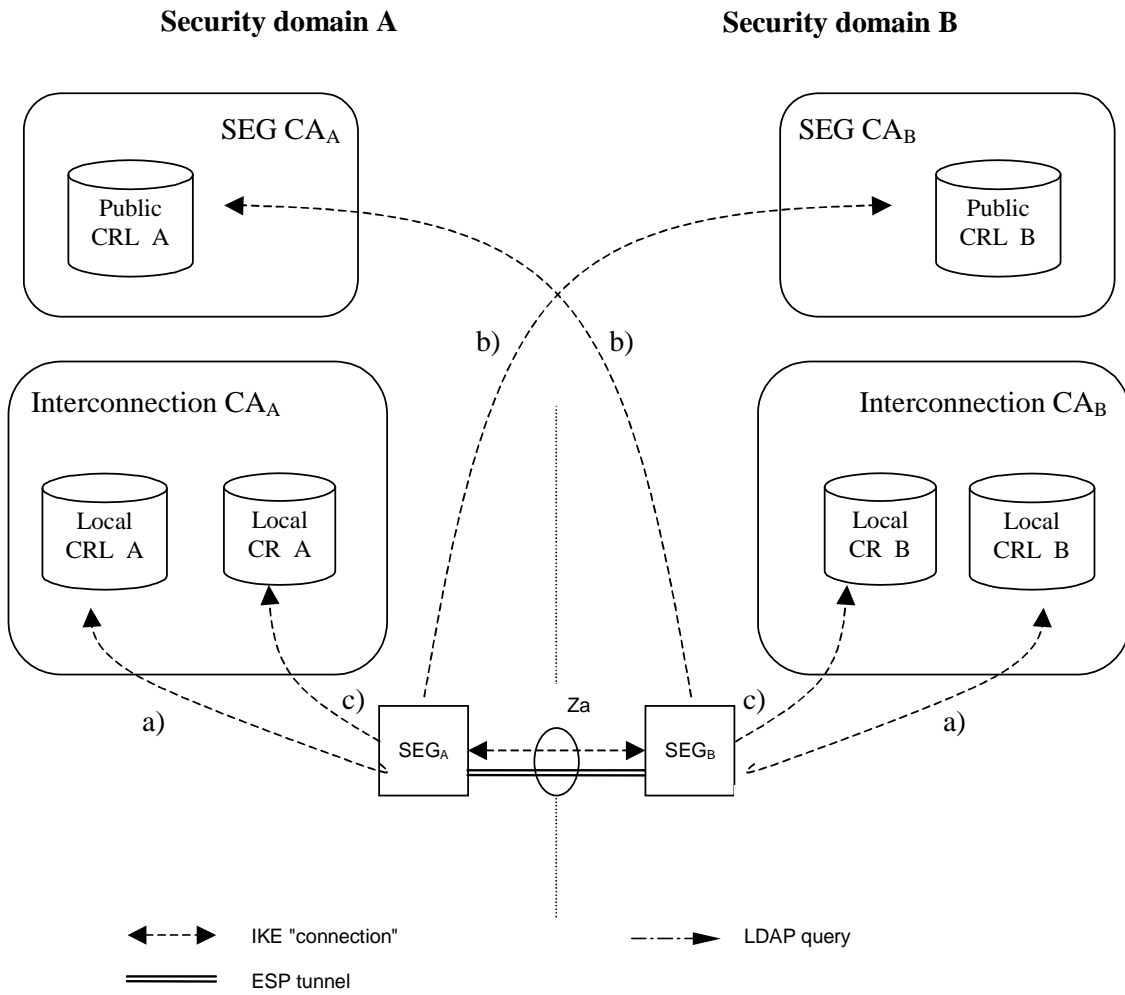 Security domain A
Security domain B
SEG CAA
SEG CAB
Public
CRL A
Public
CRL B
b)
b)
Interconnection CAA
Interconnection CAB
Local
CRL A
Local
CR A
Local
CR B
Local
CRL B
a)
c)
Za
c)
a)
SEGA
SEGB
IKE "connection"
LDAP query
ESP tunnel